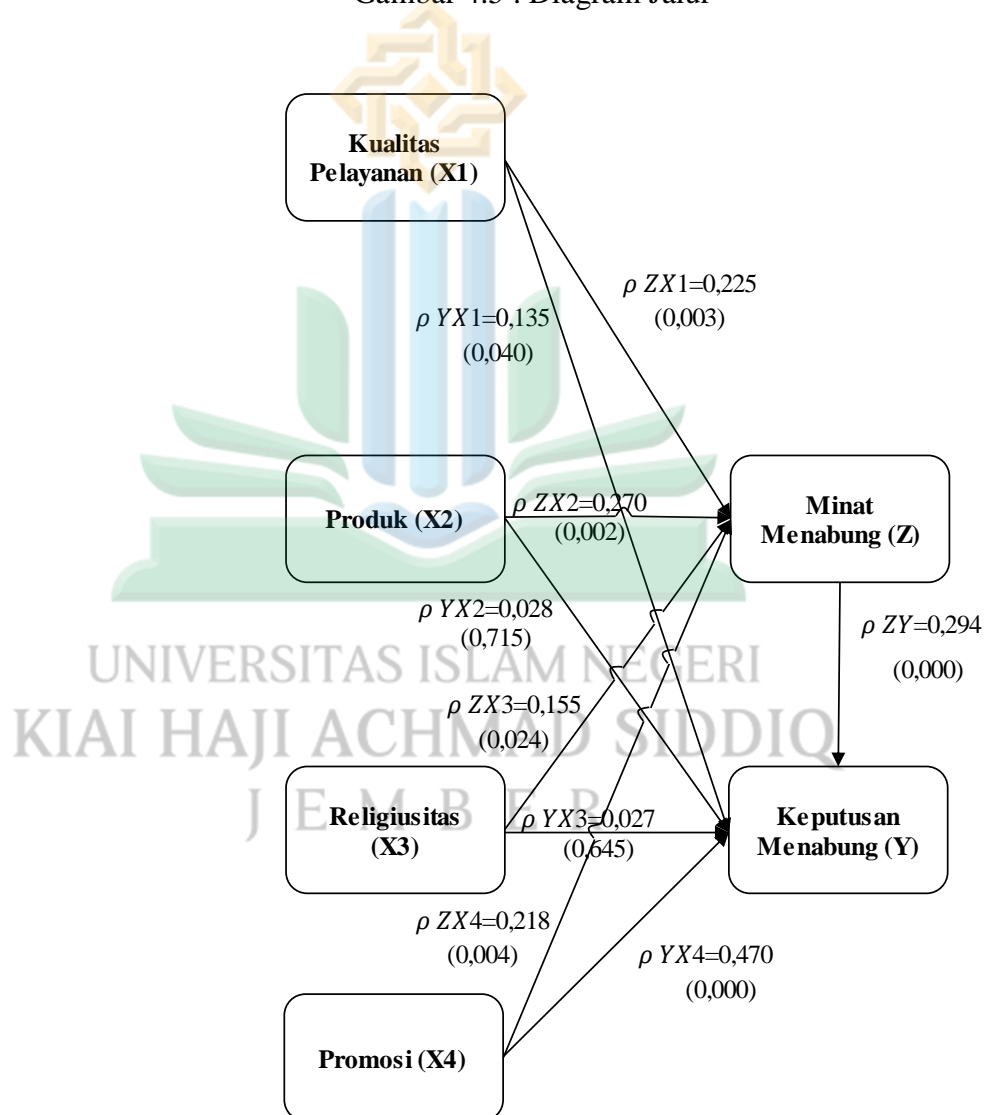 Gambar 4.3 : Diagram Jalur
Kualitas
Pelayanan (X1)
ρ ZX1=0,225
(0,003)
ρ YX1=0,135
(0,040)
Produk (X2)
ρ ZX2=0,270
(0,002)
Minat
Menabung (Z)
ρ YX2=0,028
(0,715)
ρ ZY=0,294
(0,000)
UNIVERSITAS ISLAM NEGERI
ρ ZX3=0,155
(0,024)
KIAI HAJI ACHMAD SIDDIQ
JEMBER
Religiusitas
(X3)
ρ YX3=0,027
(0,645)
Keputusan
Menabung (Y)
ρ ZX4=0,218
(0,004)
ρ YX4=0,470
(0,000)
Promosi (X4)